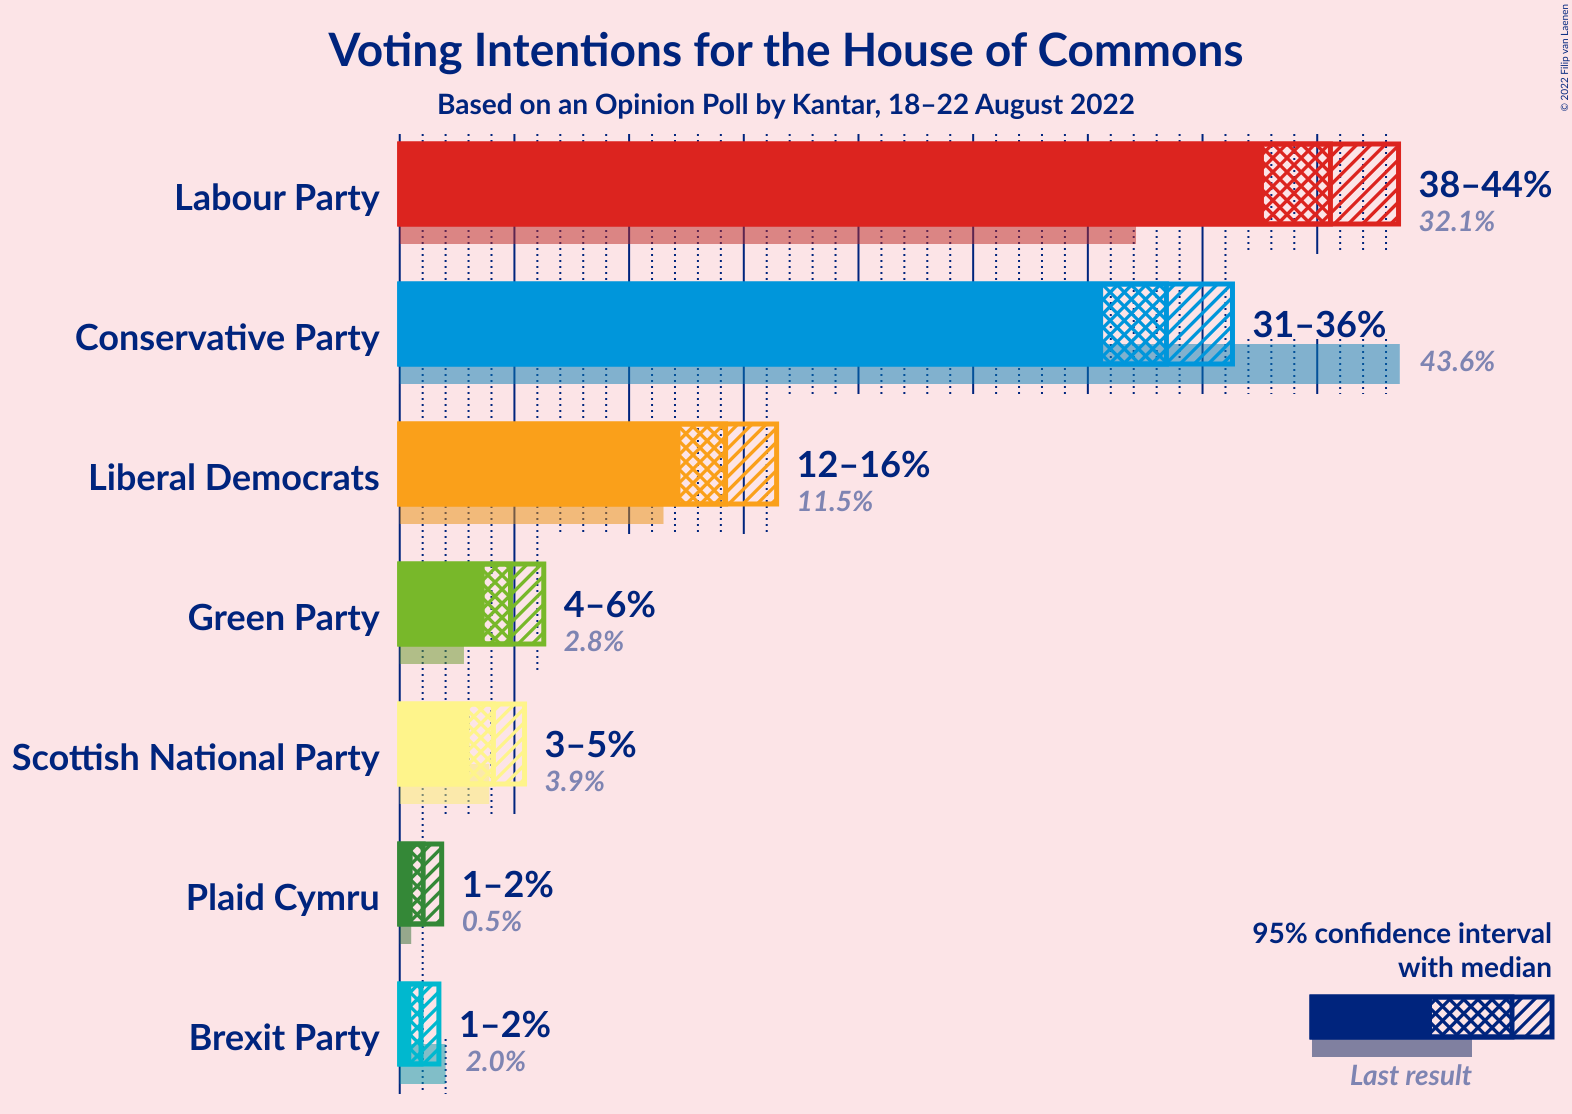 Voting Intentions for the House of Commons
Based on an Opinion Poll by Kantar, 18–22 August 2022
© 2022 Filip van Laenen
Labour Party
38–44%
32.1%
Conservative Party
31–36%
43.6%
Liberal Democrats
12–16%
11.5%
Green Party
4–6%
2.8%
Scottish National Party
3–5%
3.9%
Plaid Cymru
1–2%
0.5%
Brexit Party
1–2%
2.0%
95% confidence interval
with median
Last result